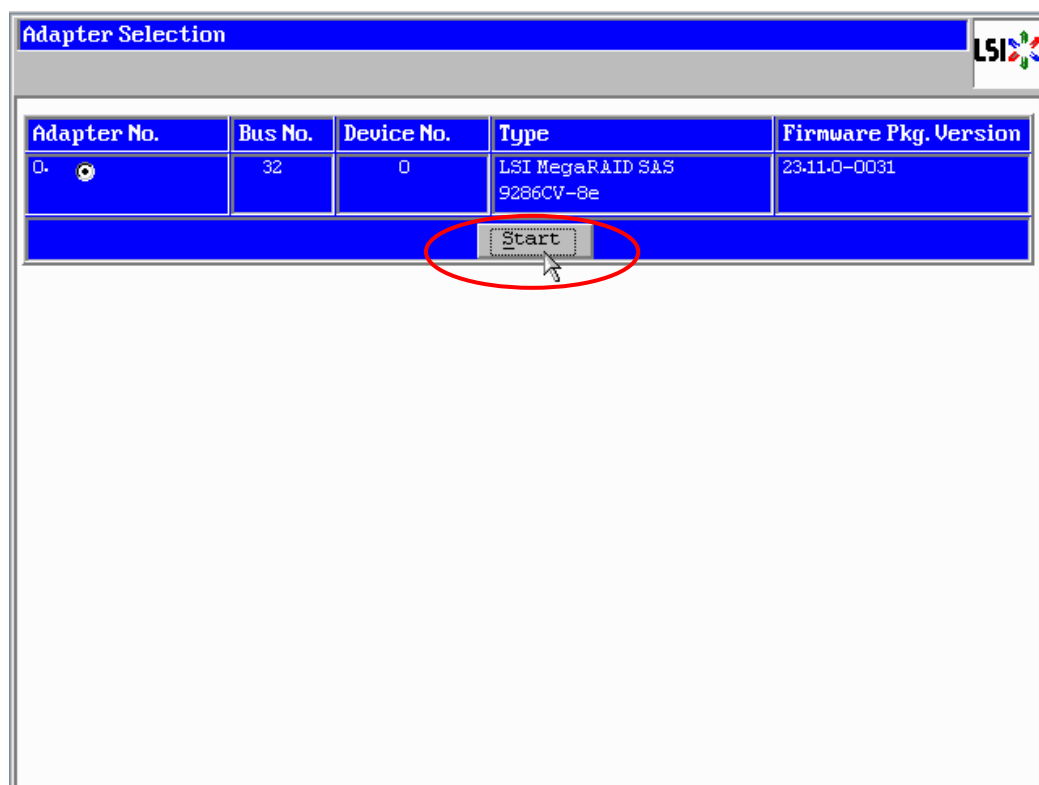 Adapter Selection
LSI
Adapter No. Bus No. Device No. Type Firmware Pkg. Version
0. 32 0 LSI MegaRAID SAS 23.11.0-0031
9286CV-8e
Start